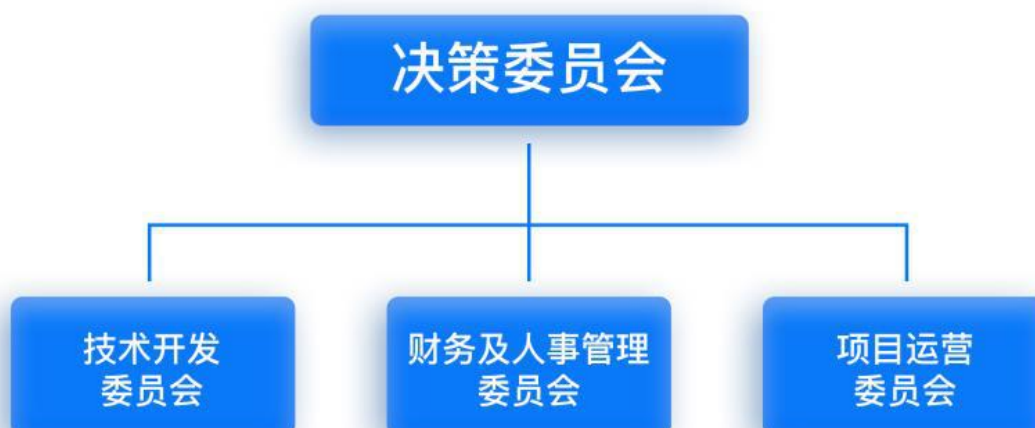 决策委员会
技术开发
委员会
财务及人事管理
委员会
项目运营
委员会